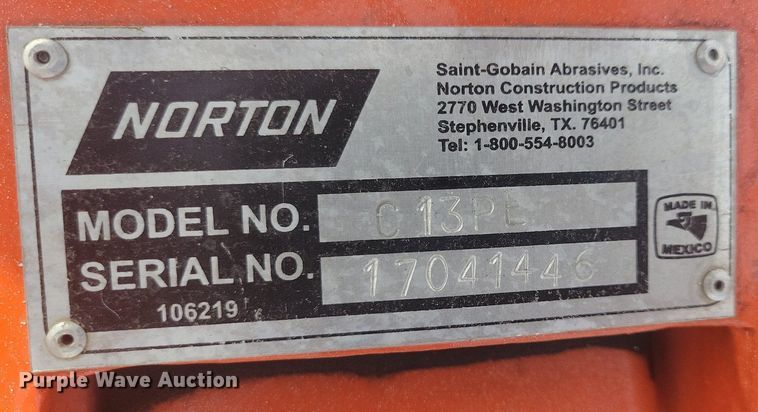 NORTON
Saint-Gobain Abrasives, Inc.
Norton Construction Products
2770 West Washington Street
Stephenville, TX. 76401
Tel: 1-800-554-8003
MODEL NO. C13PE
SERIAL NO. 17041446
106219
MADE IN
MEXICO
Purple Wave Auction